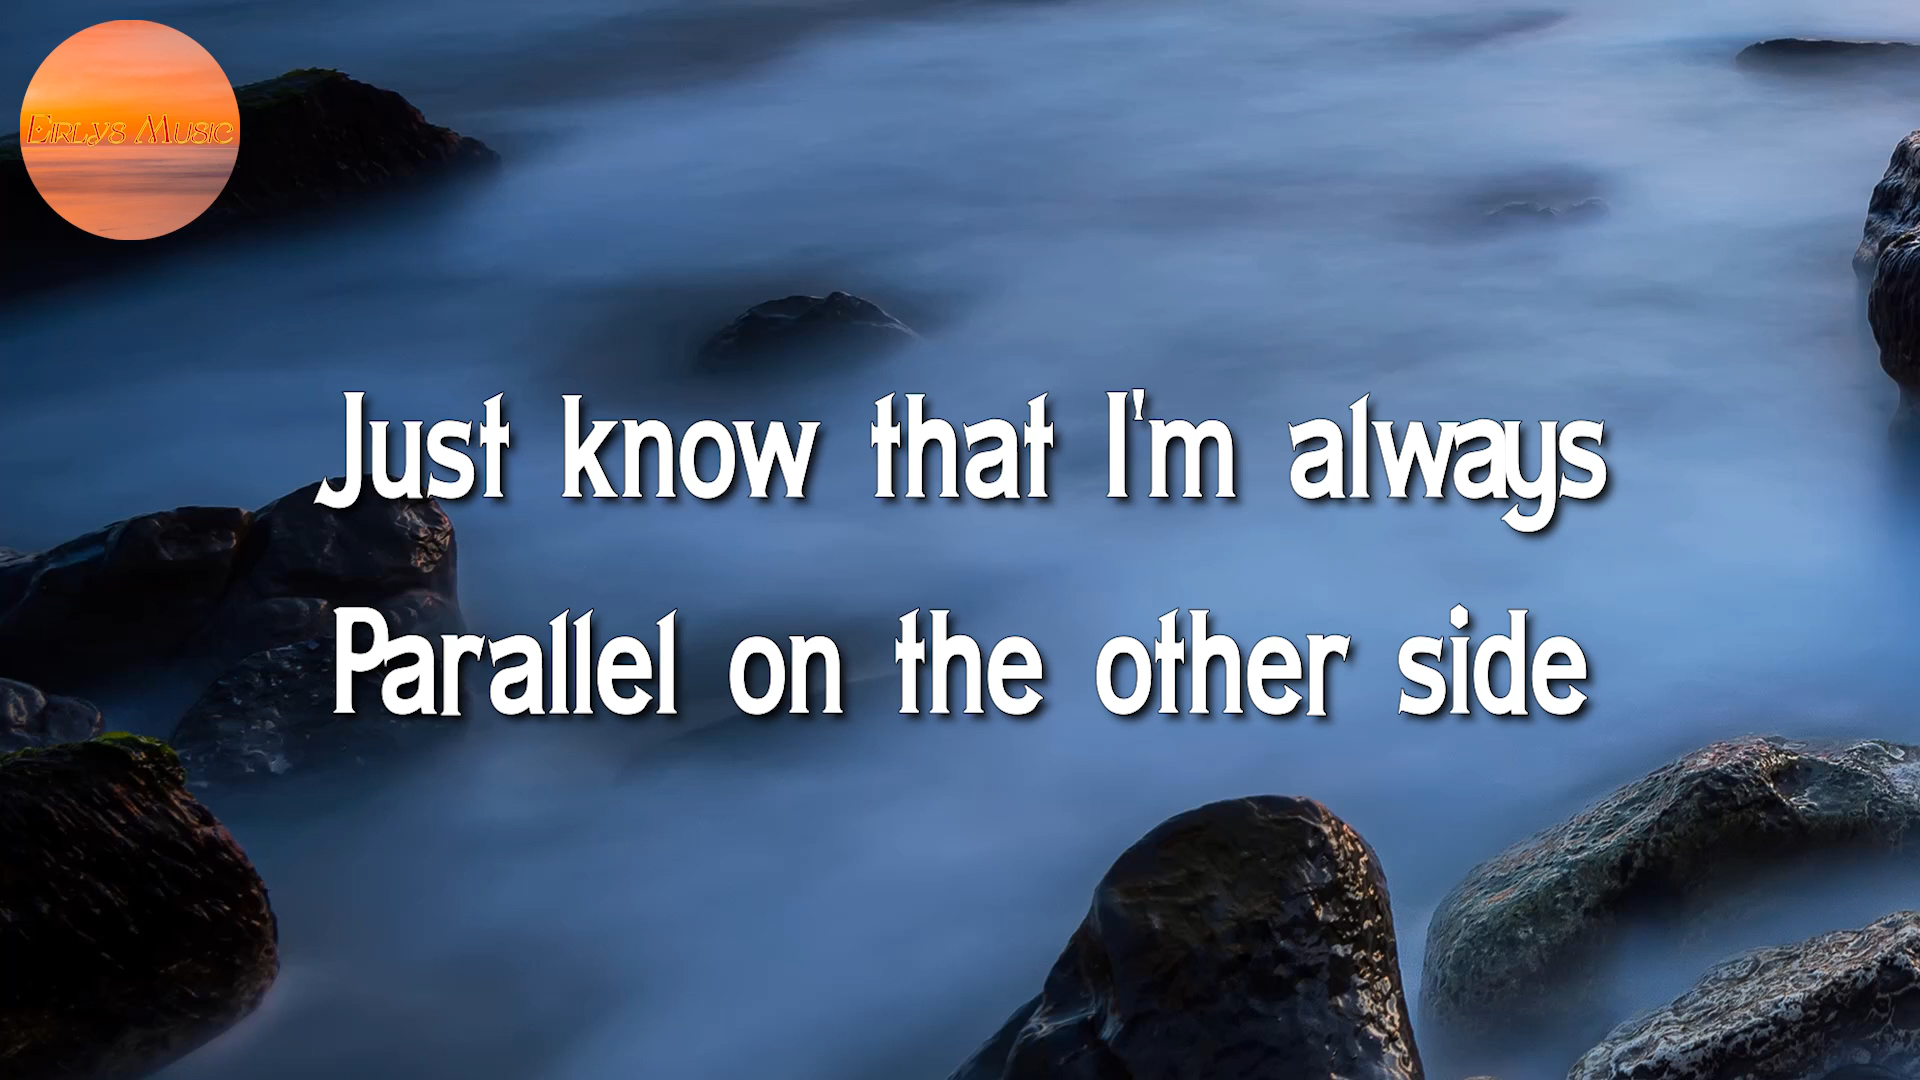 Eirlys Music
Just know that I'm always
Parallel on the other side